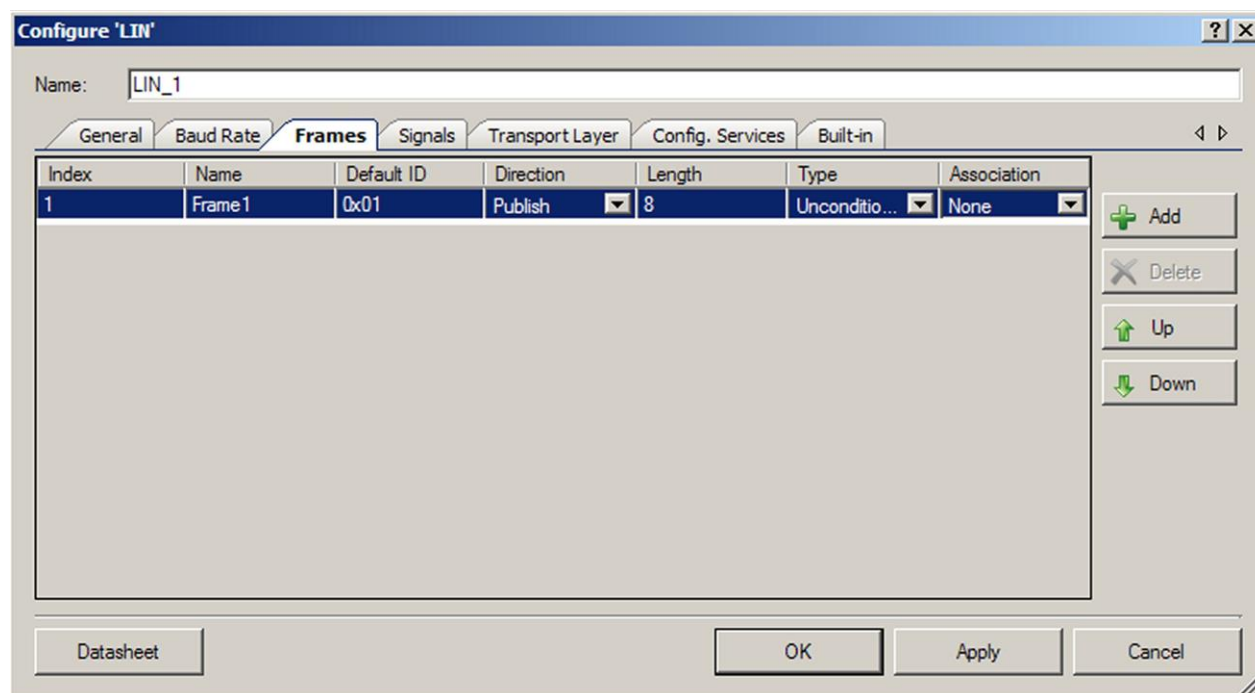 Configure 'LIN'
Name: LIN_1
General Baud Rate Frames Signals Transport Layer Config. Services Built-in
Index Name Default ID Direction Length Type Association
1 Frame1 0x01 Publish 8 Unconditio... None
Add
Delete
Up
Down
Datasheet OK Apply Cancel